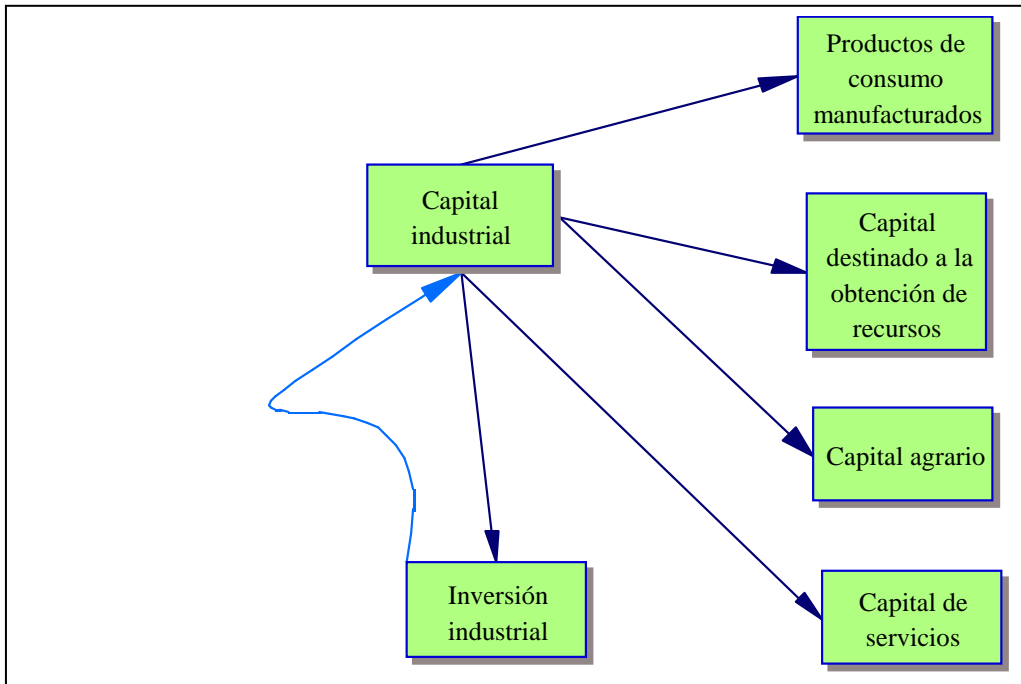 Productos de
consumo
manufacturados
Capital
industrial
Capital
destinado a la
obtención de
recursos
Capital agrario
Inversión
industrial
Capital de
servicios